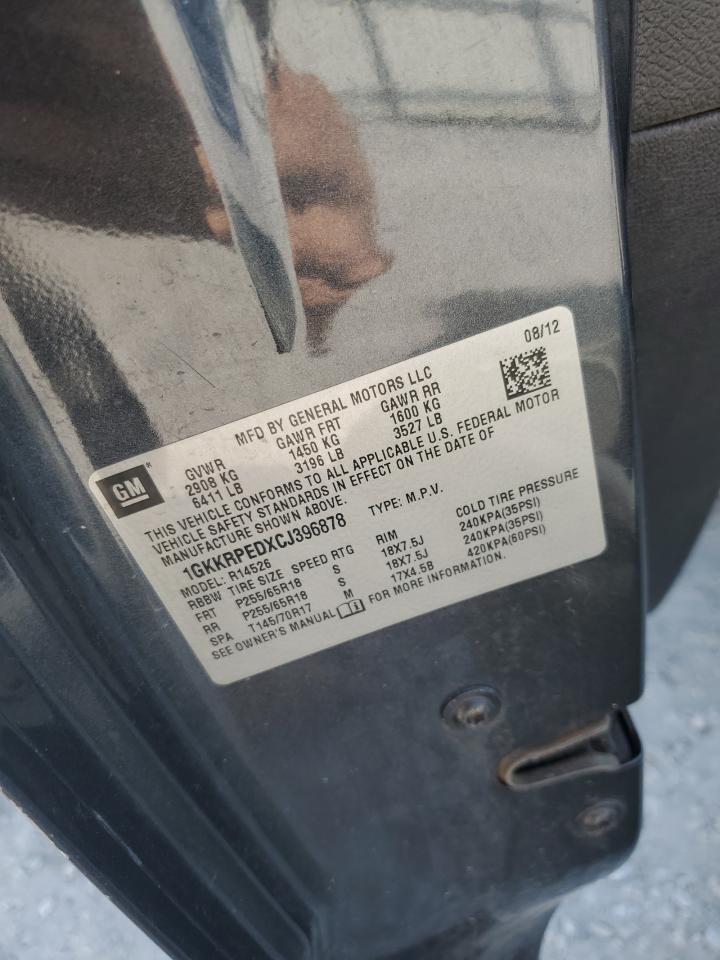 08/12
MFD BY GENERAL MOTORS LLC
GVWR GAWR FRT GAWR RR
2908 KG 1450 KG 1600 KG
6411 LB 3196 LB 3527 LB
GM
THIS VEHICLE CONFORMS TO ALL APPLICABLE U.S. FEDERAL MOTOR
VEHICLE SAFETY STANDARDS IN EFFECT ON THE DATE OF
MANUFACTURE SHOWN ABOVE.
1GKKRPEDXCJ396878 TYPE: M.P.V.
MODEL: R14526
RBBW TIRE SIZE SPEED RTG RIM COLD TIRE PRESSURE
FRT P255/65R18 S 18X7.5J 240KPA(35PSI)
RR P255/65R18 S 18X7.5J 240KPA(35PSI)
SPA T145/70R17 M 17X4.5B 420KPA(60PSI)
SEE OWNER'S MANUAL FOR MORE INFORMATION.